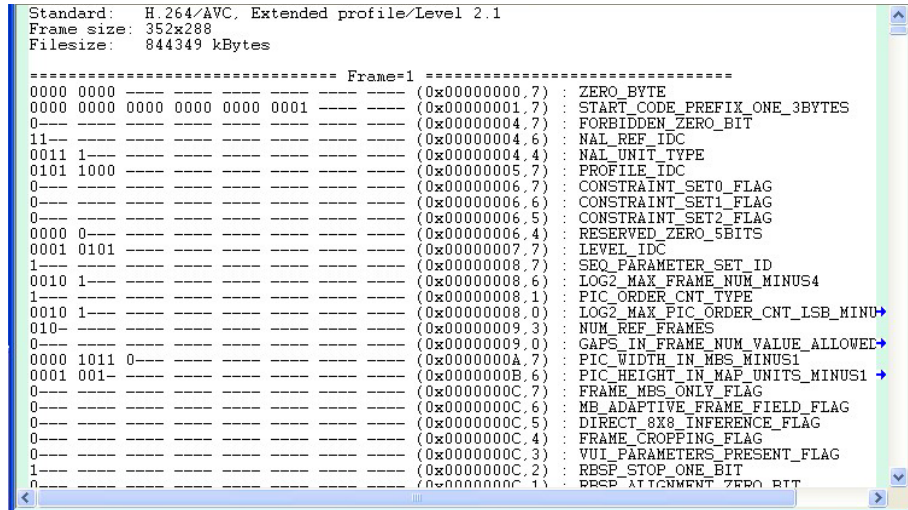 Standard: H.264/AVC, Extended profile/Level 2.1
Frame size: 352x288
Filesize: 844349 kBytes
================================ Frame=1 ================================
0000 0000 ---- ---- ---- ---- ---- ---- (0x00000000,7) : ZERO_BYTE
0000 0000 0000 0000 0000 0001 ---- ---- (0x00000001,7) : START_CODE_PREFIX_ONE_3BYTES
0--- ---- ---- ---- ---- ---- ---- ---- (0x00000004,7) : FORBIDDEN_ZERO_BIT
11-- ---- ---- ---- ---- ---- ---- ---- (0x00000004,6) : NAL_REF_IDC
0011 1--- ---- ---- ---- ---- ---- ---- (0x00000004,4) : NAL_UNIT_TYPE
0101 1000 ---- ---- ---- ---- ---- ---- (0x00000005,7) : PROFILE_IDC
0--- ---- ---- ---- ---- ---- ---- ---- (0x00000006,7) : CONSTRAINT_SET0_FLAG
0--- ---- ---- ---- ---- ---- ---- ---- (0x00000006,6) : CONSTRAINT_SET1_FLAG
0--- ---- ---- ---- ---- ---- ---- ---- (0x00000006,5) : CONSTRAINT_SET2_FLAG
0000 0--- ---- ---- ---- ---- ---- ---- (0x00000006,4) : RESERVED_ZERO_5BITS
0001 0101 ---- ---- ---- ---- ---- ---- (0x00000007,7) : LEVEL_IDC
1--- ---- ---- ---- ---- ---- ---- ---- (0x00000008,7) : SEQ_PARAMETER_SET_ID
0010 1--- ---- ---- ---- ---- ---- ---- (0x00000008,6) : LOG2_MAX_FRAME_NUM_MINUS4
1--- ---- ---- ---- ---- ---- ---- ---- (0x00000008,1) : PIC_ORDER_CNT_TYPE
0010 1--- ---- ---- ---- ---- ---- ---- (0x00000008,0) : LOG2_MAX_PIC_ORDER_CNT_LSB_MINU
010- ---- ---- ---- ---- ---- ---- ---- (0x00000009,3) : NUM_REF_FRAMES
0--- ---- ---- ---- ---- ---- ---- ---- (0x00000009,0) : GAPS_IN_FRAME_NUM_VALUE_ALLOWED
0000 1011 0--- ---- ---- ---- ---- ---- (0x0000000A,7) : PIC_WIDTH_IN_MBS_MINUS1
0001 001- ---- ---- ---- ---- ---- ---- (0x0000000B,6) : PIC_HEIGHT_IN_MAP_UNITS_MINUS1
0--- ---- ---- ---- ---- ---- ---- ---- (0x0000000C,7) : FRAME_MBS_ONLY_FLAG
0--- ---- ---- ---- ---- ---- ---- ---- (0x0000000C,6) : MB_ADAPTIVE_FRAME_FIELD_FLAG
0--- ---- ---- ---- ---- ---- ---- ---- (0x0000000C,5) : DIRECT_8X8_INFERENCE_FLAG
0--- ---- ---- ---- ---- ---- ---- ---- (0x0000000C,4) : FRAME_CROPPING_FLAG
0--- ---- ---- ---- ---- ---- ---- ---- (0x0000000C,3) : VUI_PARAMETERS_PRESENT_FLAG
1--- ---- ---- ---- ---- ---- ---- ---- (0x0000000C,2) : RBSP_STOP_ONE_BIT
0--- ---- ---- ---- ---- ---- ---- ---- (0x0000000C,1) : RBSP_ALIGNMENT_ZERO_BIT